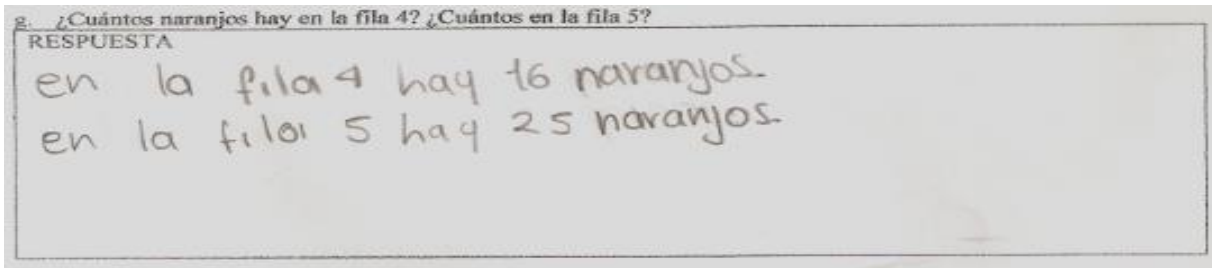 g. ¿Cuántos naranjos hay en la fila 4? ¿Cuántos en la fila 5?
RESPUESTA
en la fila 4 hay 16 naranjos.
en la fila 5 hay 25 naranjos.